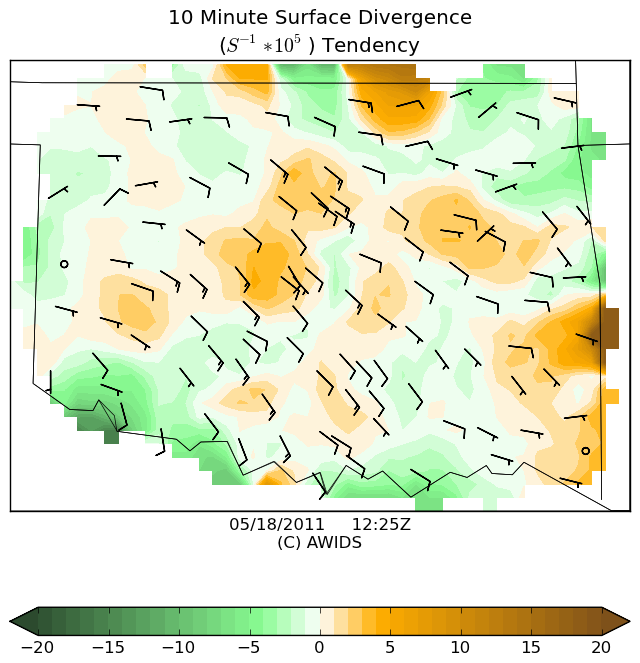 10 Minute Surface Divergence
(S⁻¹ * 10⁵ ) Tendency
05/18/2011 12:25Z
(C) AWIDS
−20 −15 −10 −5 0 5 10 15 20